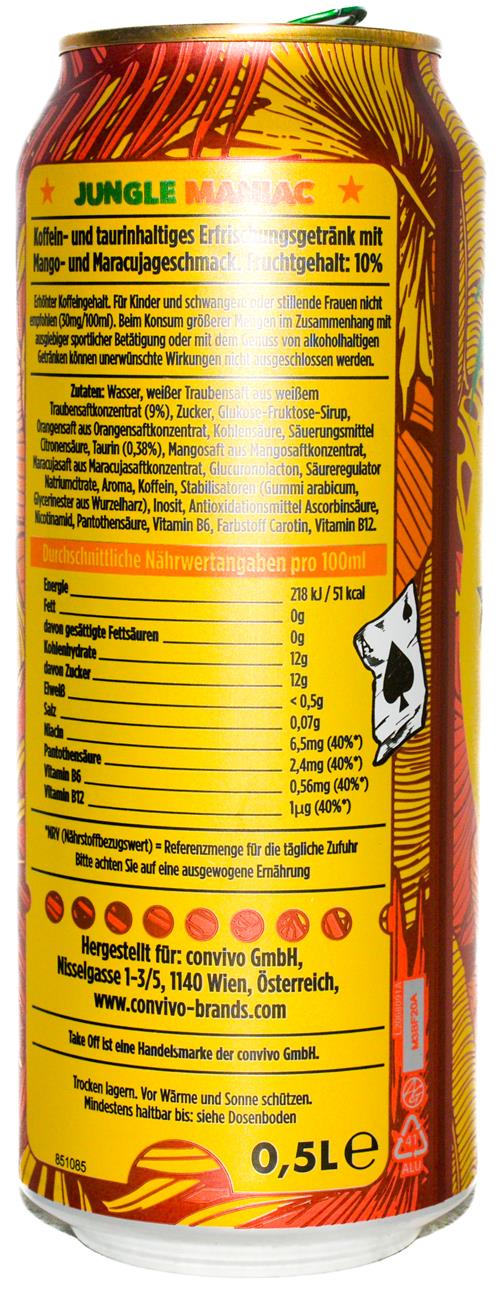 JUNGLE MANIAC
Koffein- und taurinhaltiges Erfrischungsgetränk mit
Mango- und Maracujageschmack. Fruchtgehalt: 10%
Erhöhter Koffeingehalt. Für Kinder und schwangere oder stillende Frauen nicht
empfohlen (30mg/100ml). Beim Konsum größerer Mengen im Zusammenhang mit
ausgiebiger sportlicher Betätigung oder mit dem Genuss von alkoholhaltigen
Getränken können unerwünschte Wirkungen nicht ausgeschlossen werden.
Zutaten: Wasser, weißer Traubensaft aus weißem
Traubensaftkonzentrat (9%), Zucker, Glukose-Fruktose-Sirup,
Orangensaft aus Orangensaftkonzentrat, Kohlensäure, Säuerungsmittel
Citronensäure, Taurin (0,38%), Mangosaft aus Mangosaftkonzentrat,
Maracujasaft aus Maracujasaftkonzentrat, Glucuronolacton, Säureregulator
Natriumcitrate, Aroma, Koffein, Stabilisatoren (Gummi arabicum,
Glycerinester aus Wurzelharz), Inosit, Antioxidationsmittel Ascorbinsäure,
Nicotinamid, Pantothensäure, Vitamin B6, Farbstoff Carotin, Vitamin B12.
Durchschnittliche Nährwertangaben pro 100ml
Energie 218 kJ / 51 kcal
Fett 0g
davon gesättigte Fettsäuren 0g
Kohlenhydrate 12g
davon Zucker 12g
Eiweß < 0,5g
Salz 0,07g
Niacin 6,5mg (40%*)
Pantothensäure 2,4mg (40%*)
Vitamin B6 0,56mg (40%*)
Vitamin B12 1µg (40%*)
*NRV (Nährstoffbezugswert) = Referenzmenge für die tägliche Zufuhr
Bitte achten Sie auf eine ausgewogene Ernährung
Hergestellt für: convivo GmbH,
Nisselgasse 1-3/5, 1140 Wien, Österreich,
www.convivo-brands.com
Take Off ist eine Handelsmarke der convivo GmbH.
Trocken lagern. Vor Wärme und Sonne schützen.
Mindestens haltbar bis: siehe Dosenboden
851085
0,5L e
M3BF20A
41
ALU